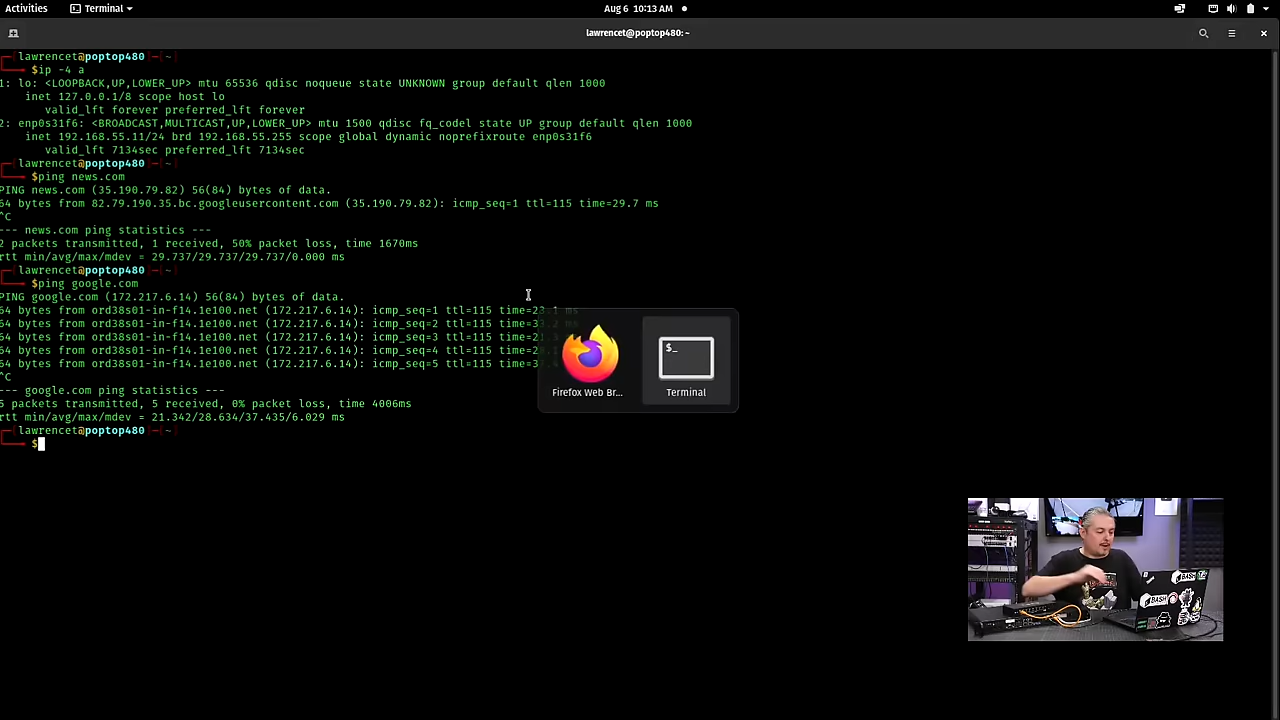 Activities Terminal Aug 6 10:13 AM
lawrencet@poptop480:~
lawrencet@poptop480 ~
$ip -4 a
1: lo: <LOOPBACK,UP,LOWER_UP> mtu 65536 qdisc noqueue state UNKNOWN group default qlen 1000
inet 127.0.0.1/8 scope host lo
valid_lft forever preferred_lft forever
2: enp0s31f6: <BROADCAST,MULTICAST,UP,LOWER_UP> mtu 1500 qdisc fq_codel state UP group default qlen 1000
inet 192.168.55.11/24 brd 192.168.55.255 scope global dynamic noprefixroute enp0s31f6
valid_lft 7134sec preferred_lft 7134sec
lawrencet@poptop480 ~
$ping news.com
PING news.com (35.190.79.82) 56(84) bytes of data.
64 bytes from 82.79.190.35.bc.googleusercontent.com (35.190.79.82): icmp_seq=1 ttl=115 time=29.7 ms
^C
--- news.com ping statistics ---
2 packets transmitted, 1 received, 50% packet loss, time 1670ms
rtt min/avg/max/mdev = 29.737/29.737/29.737/0.000 ms
lawrencet@poptop480 ~
$ping google.com
PING google.com (172.217.6.14) 56(84) bytes of data.
64 bytes from ord38s01-in-f14.1e100.net (172.217.6.14): icmp_seq=1 ttl=115 ms
64 bytes from ord38s01-in-f14.1e100.net (172.217.6.14): icmp_seq=2 ttl=115
64 bytes from ord38s01-in-f14.1e100.net (172.217.6.14): icmp_seq=3 ttl=115
64 bytes from ord38s01-in-f14.1e100.net (172.217.6.14): icmp_seq=4 ttl=115
64 bytes from ord38s01-in-f14.1e100.net (172.217.6.14): icmp_seq=5 ttl=115
^C
--- google.com ping statistics ---
5 packets transmitted, 5 received, 0% packet loss, time 4006ms
rtt min/avg/max/mdev = 21.342/28.634/37.435/6.029 ms
lawrencet@poptop480 ~
$
$_
Firefox Web Br... Terminal
BASH
BASH